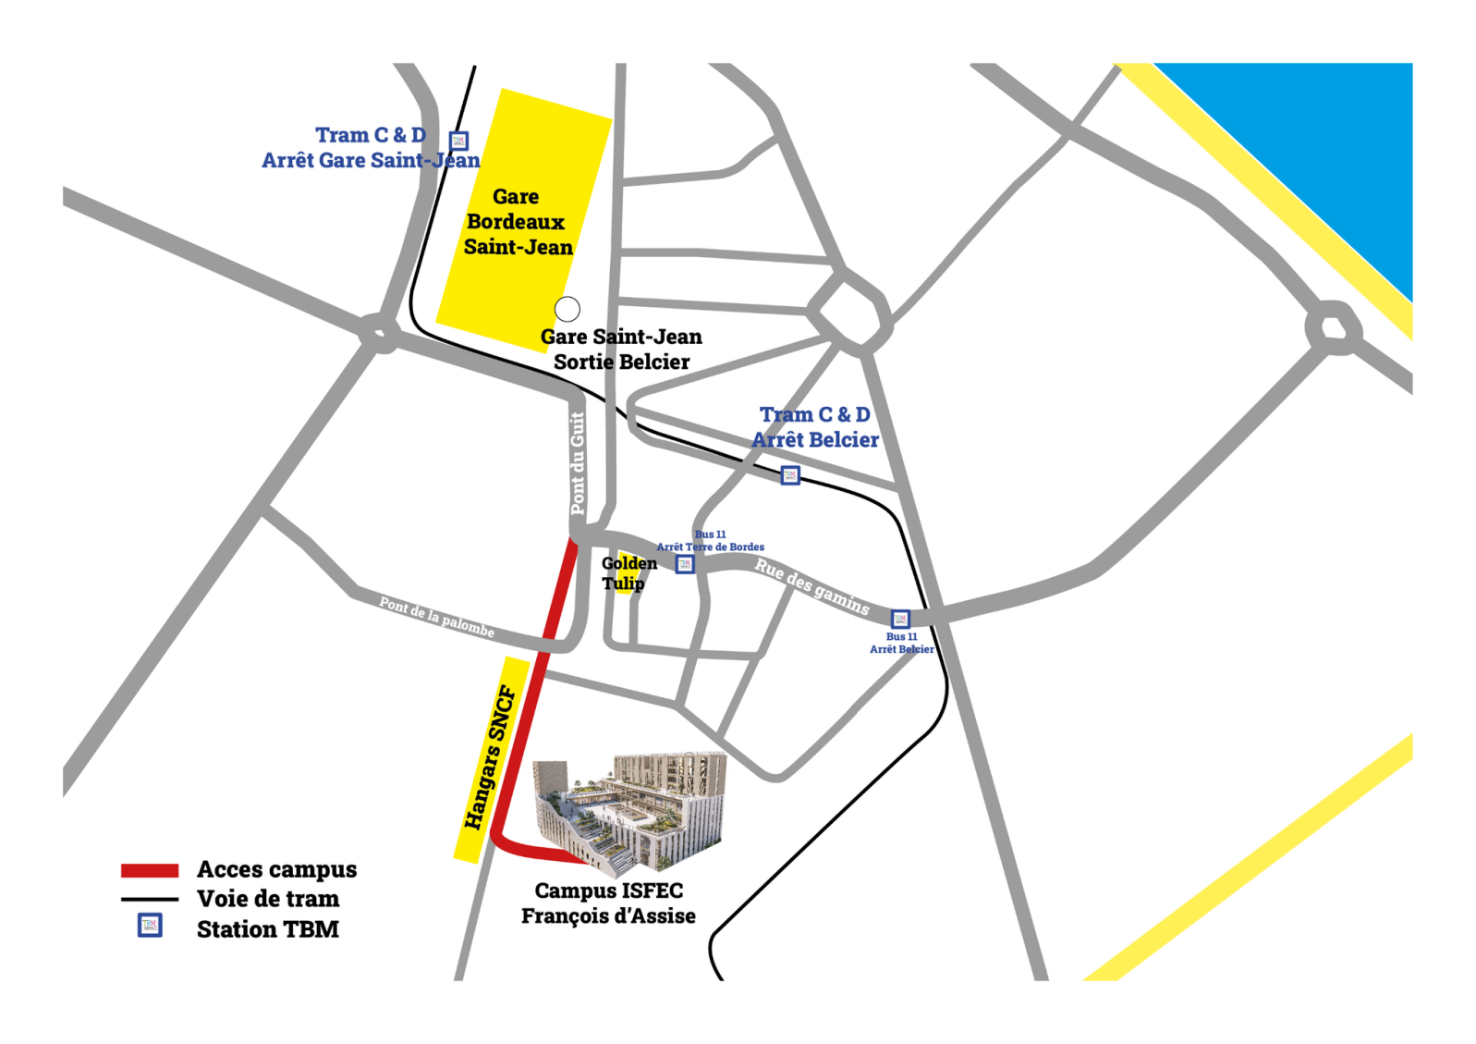 Tram C & D
Arrêt Gare Saint-Jean
Gare
Bordeaux
Saint-Jean
Gare Saint-Jean
Sortie Belcier
Tram C & D
Arrêt Belcier
Pont du Guit
Bus 11
Arrêt Terre de Bordes
Golden
Tulip
Rue des gamins
Pont de la palombe
Bus 11
Arrêt Belcier
Hangars SNCF
Campus ISFEC
François d'Assise
Acces campus
Voie de tram
Station TBM